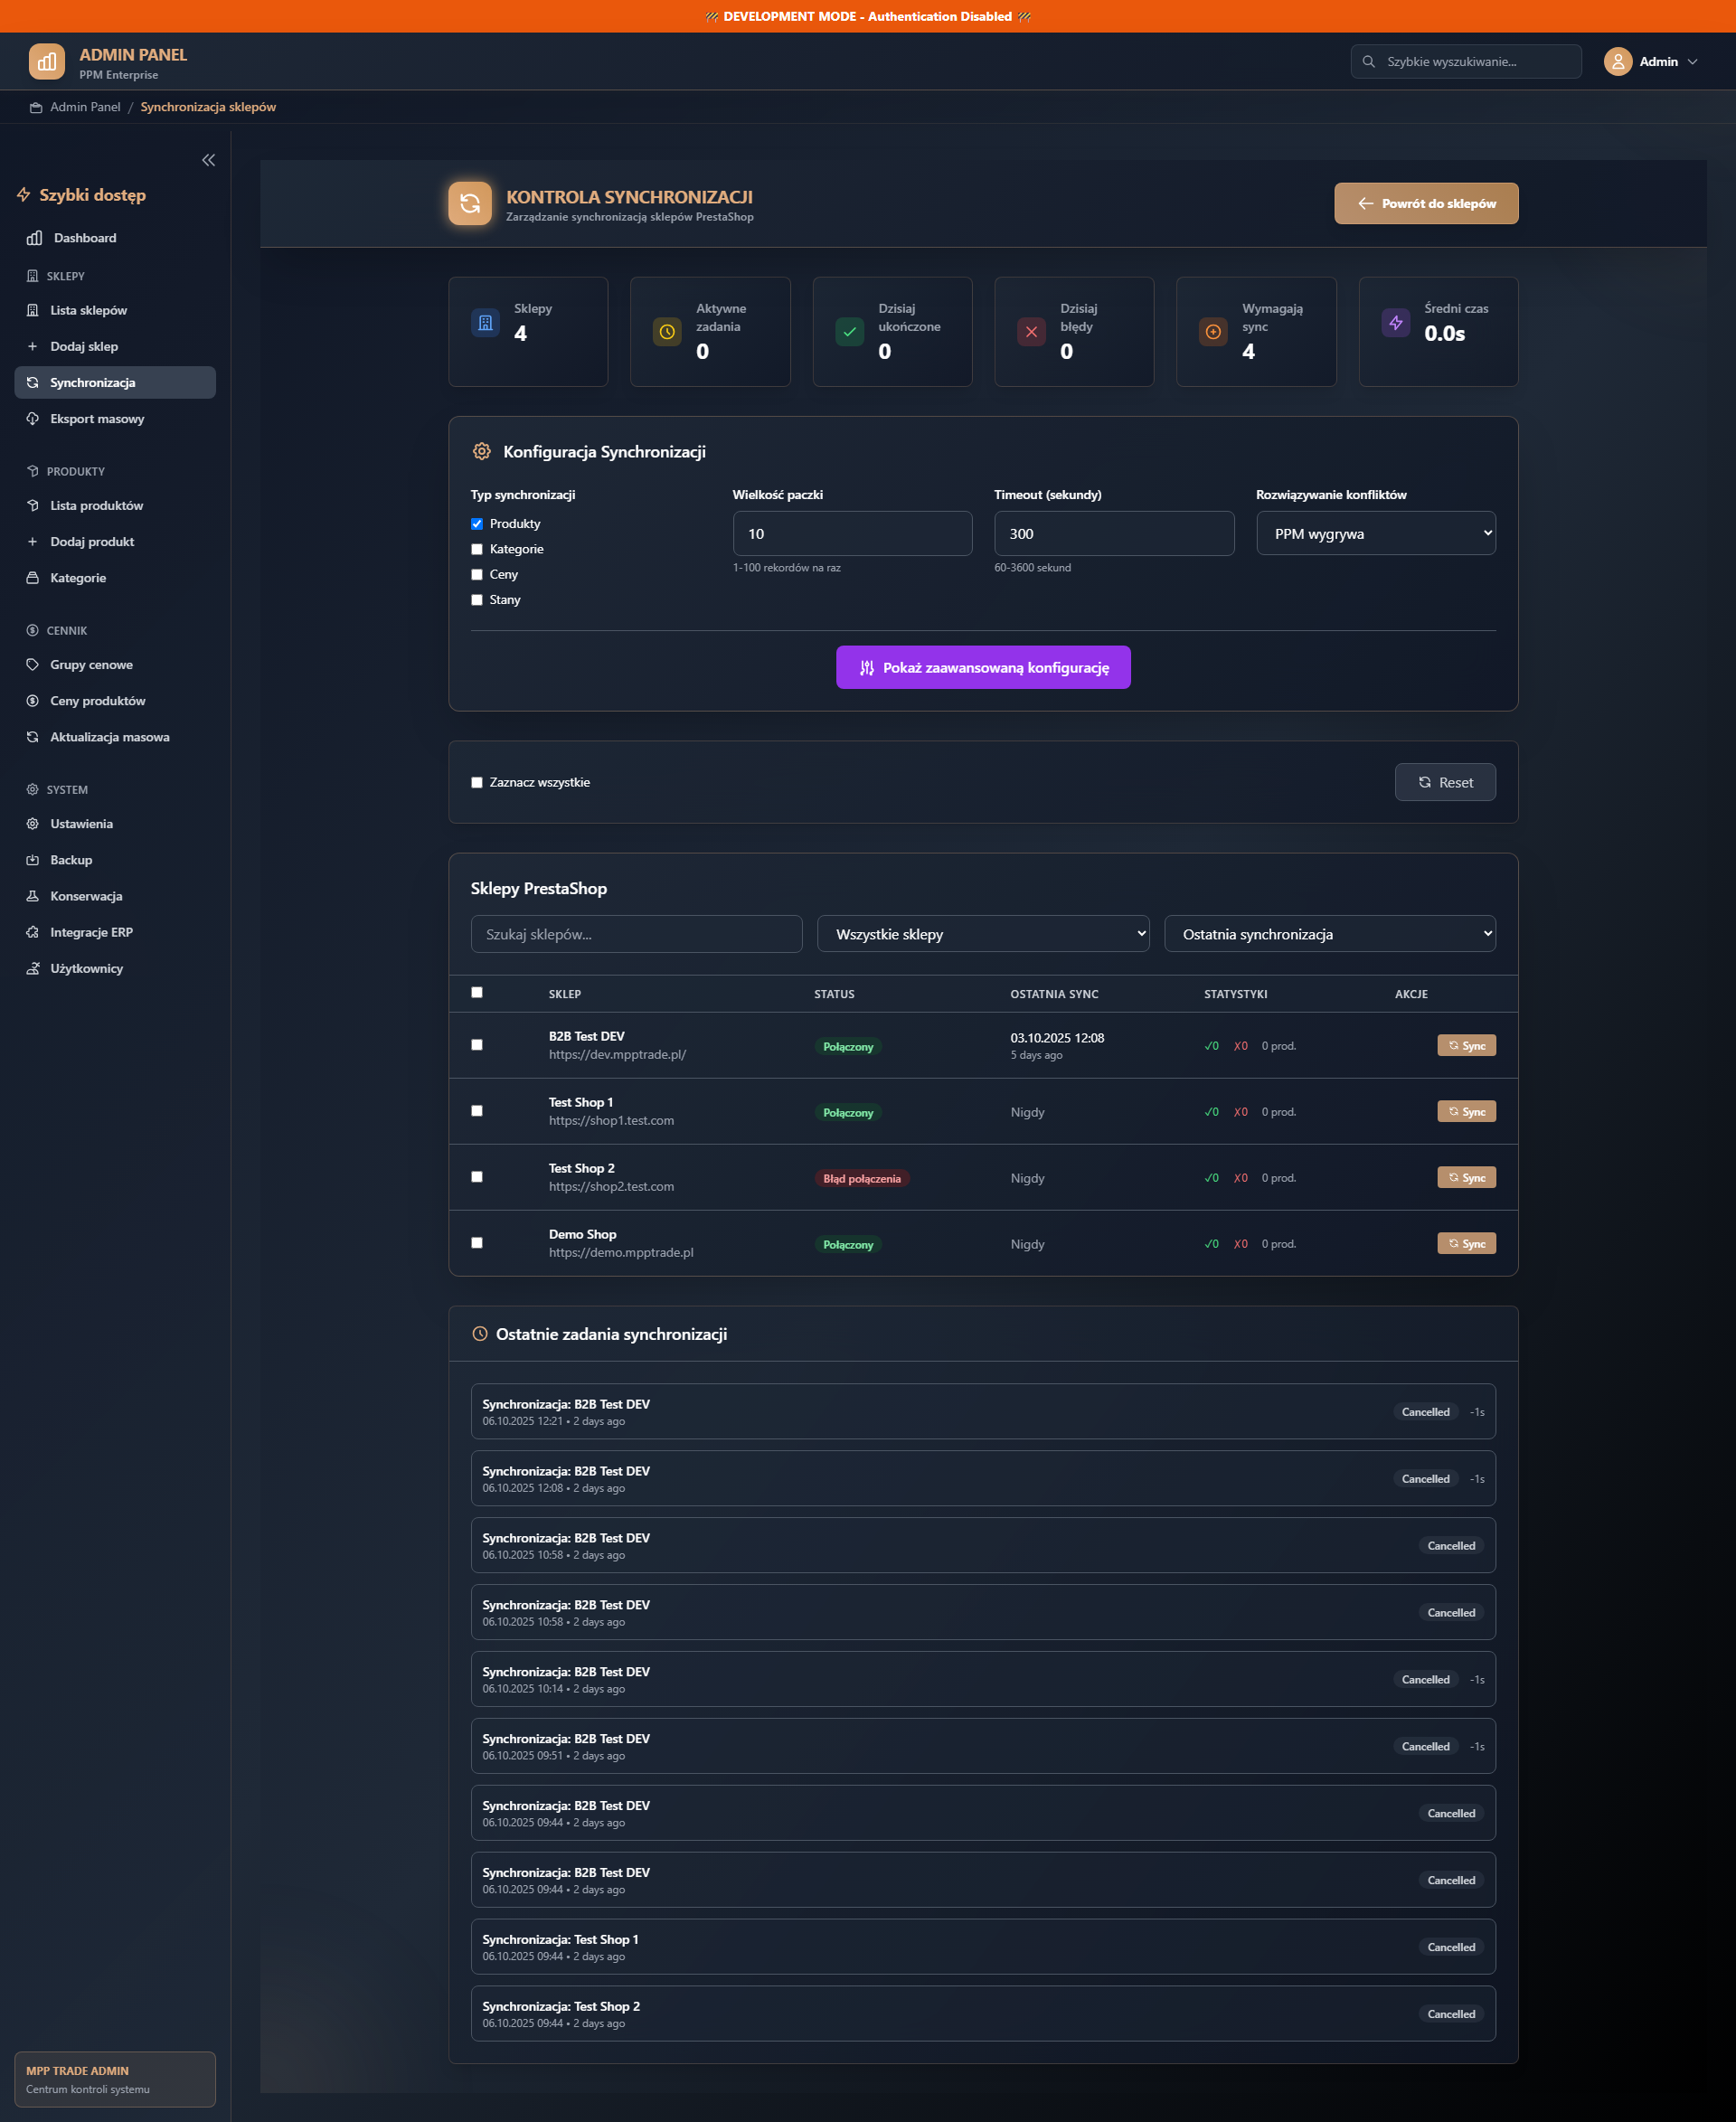 🚧 DEVELOPMENT MODE - Authentication Disabled 🚧
ADMIN PANEL
PPM Enterprise
Szybkie wyszukiwanie...
Admin
Admin Panel / Synchronizacja sklepów
Szybki dostęp
Dashboard
SKLEPY
Lista sklepów
Dodaj sklep
Synchronizacja
Eksport masowy
PRODUKTY
Lista produktów
Dodaj produkt
Kategorie
CENNIK
Grupy cenowe
Ceny produktów
Aktualizacja masowa
SYSTEM
Ustawienia
Backup
Konserwacja
Integracje ERP
Użytkownicy
MPP TRADE ADMIN
Centrum kontroli systemu
KONTROLA SYNCHRONIZACJI
Zarządzanie synchronizacją sklepów PrestaShop
Powrót do sklepów
Sklepy
4
Aktywne
zadania
0
Dzisiaj
ukończone
0
Dzisiaj
błędy
0
Wymagają
sync
4
Średni czas
0.0s
Konfiguracja Synchronizacji
Typ synchronizacji
Produkty
Kategorie
Ceny
Stany
Wielkość paczki
10
1-100 rekordów na raz
Timeout (sekundy)
300
60-3600 sekund
Rozwiązywanie konfliktów
PPM wygrywa
Pokaż zaawansowaną konfigurację
Zaznacz wszystkie
Reset
Sklepy PrestaShop
Szukaj sklepów...
Wszystkie sklepy
Ostatnia synchronizacja
SKLEP STATUS OSTATNIA SYNC STATYSTYKI AKCJE
B2B Test DEV
https://dev.mpptrade.pl/
Połączony
03.10.2025 12:08
5 days ago
✓0 ✗0 0 prod.
Sync
Test Shop 1
https://shop1.test.com
Połączony
Nigdy
✓0 ✗0 0 prod.
Sync
Test Shop 2
https://shop2.test.com
Błąd połączenia
Nigdy
✓0 ✗0 0 prod.
Sync
Demo Shop
https://demo.mpptrade.pl
Połączony
Nigdy
✓0 ✗0 0 prod.
Sync
Ostatnie zadania synchronizacji
Synchronizacja: B2B Test DEV
06.10.2025 12:21 • 2 days ago
Cancelled -1s
Synchronizacja: B2B Test DEV
06.10.2025 12:08 • 2 days ago
Cancelled -1s
Synchronizacja: B2B Test DEV
06.10.2025 10:58 • 2 days ago
Cancelled
Synchronizacja: B2B Test DEV
06.10.2025 10:58 • 2 days ago
Cancelled
Synchronizacja: B2B Test DEV
06.10.2025 10:14 • 2 days ago
Cancelled -1s
Synchronizacja: B2B Test DEV
06.10.2025 09:51 • 2 days ago
Cancelled -1s
Synchronizacja: B2B Test DEV
06.10.2025 09:44 • 2 days ago
Cancelled
Synchronizacja: B2B Test DEV
06.10.2025 09:44 • 2 days ago
Cancelled
Synchronizacja: Test Shop 1
06.10.2025 09:44 • 2 days ago
Cancelled
Synchronizacja: Test Shop 2
06.10.2025 09:44 • 2 days ago
Cancelled